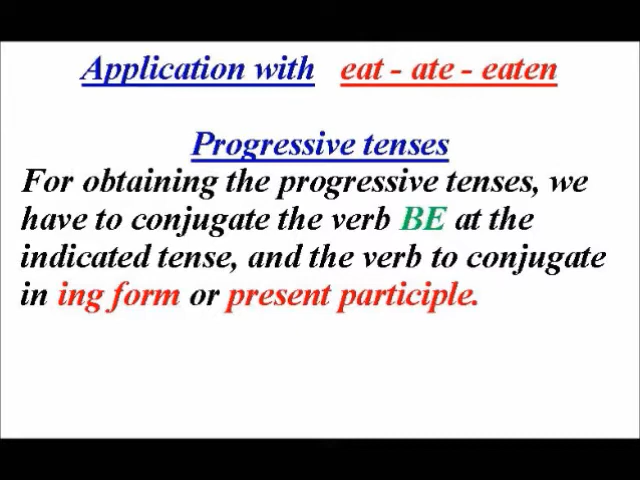 Application with eat - ate - eaten
Progressive tenses
For obtaining the progressive tenses, we
have to conjugate the verb BE at the
indicated tense, and the verb to conjugate
in ing form or present participle.